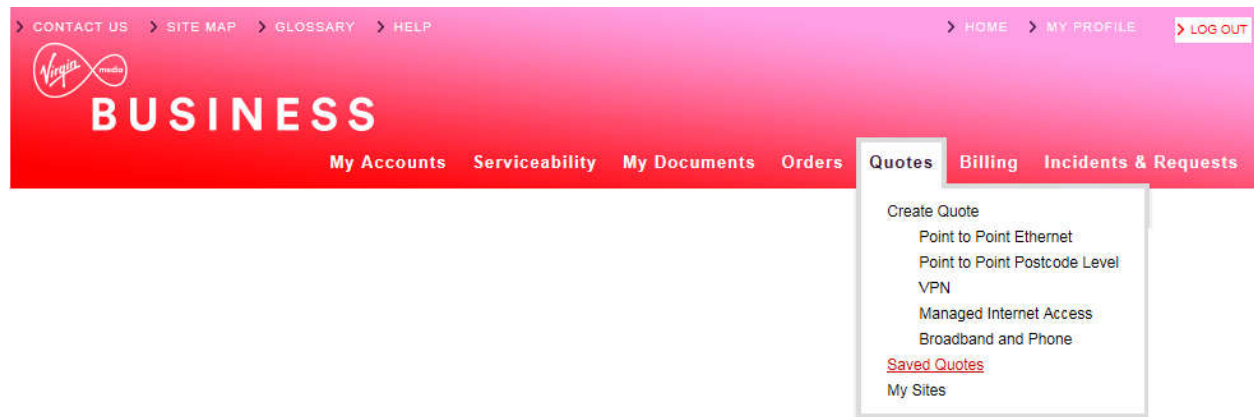 CONTACT US SITE MAP GLOSSARY HELP HOME MY PROFILE LOG OUT
Virgin media
BUSINESS
My Accounts Serviceability My Documents Orders Quotes Billing Incidents & Requests
Create Quote
Point to Point Ethernet
Point to Point Postcode Level
VPN
Managed Internet Access
Broadband and Phone
Saved Quotes
My Sites